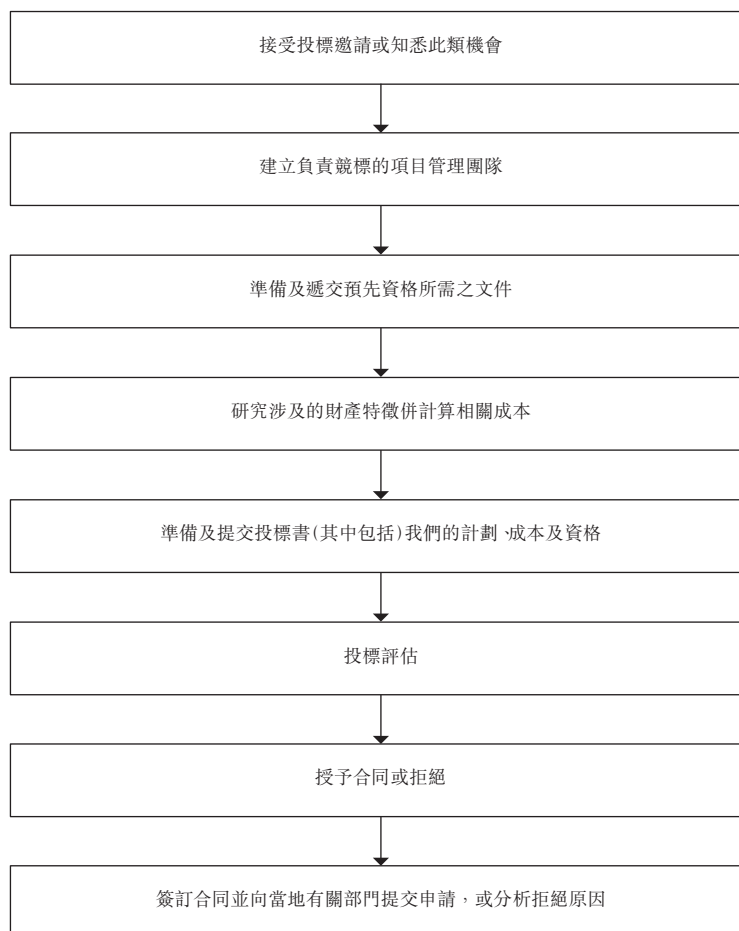 接受投標邀請或知悉此類機會
建立負責競標的項目管理團隊
準備及遞交預先資格所需之文件
研究涉及的財產特徵併計算相關成本
準備及提交投標書(其中包括)我們的計劃、成本及資格
投標評估
授予合同或拒絕
簽訂合同並向當地有關部門提交申請，或分析拒絕原因